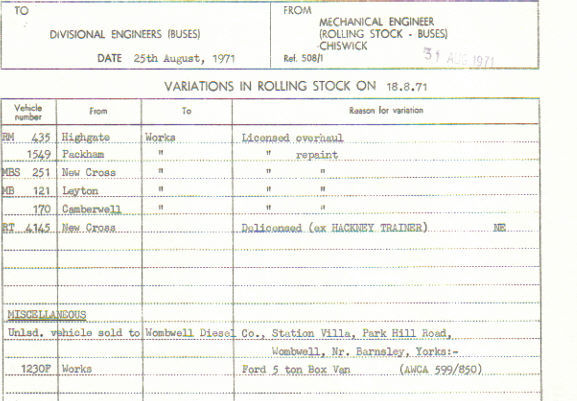 TO
DIVISIONAL ENGINEERS (BUSES)
DATE 25th August, 1971
FROM
MECHANICAL ENGINEER
(ROLLING STOCK - BUSES)
CHISWICK
Ref. 508/1
31 AUG 1971
VARIATIONS IN ROLLING STOCK ON 18.8.71
Vehicle number From To Reason for variation
RM 435 Highgate Works Licensed overhaul
1549 Peckham " " repaint
MBS 251 New Cross " " "
MB 121 Leyton " " "
170 Camberwell " " "
RT 4145 New Cross Delicensed (ex HACKNEY TRAINER) NE
MISCELLANEOUS
Unlsd. vehicle sold to Wombwell Diesel Co., Station Villa, Park Hill Road,
Wombwell, Nr. Barnsley, Yorks:-
1230F Works Ford 5 ton Box Van (AWCA 599/850)